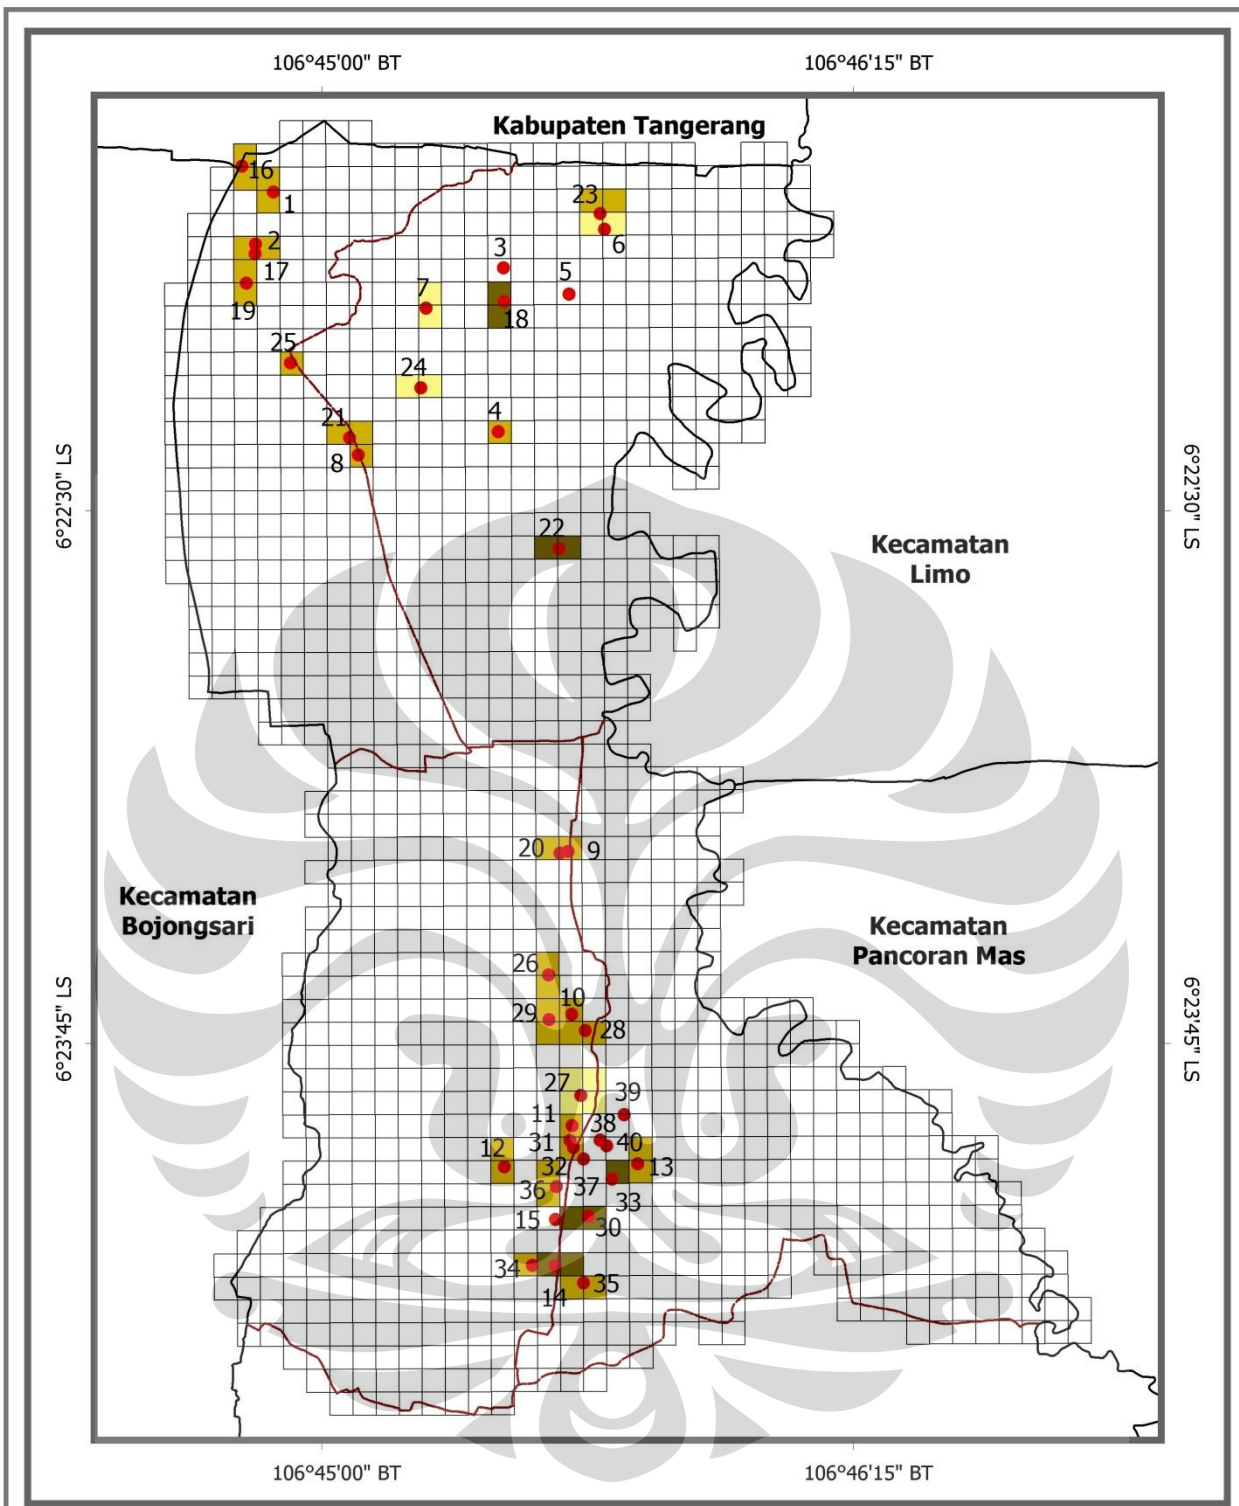 106°45'00" BT
106°46'15" BT
Kabupaten Tangerang
16
1
23
6
2
17
19
3
5
7
18
25
24
21
4
8
6°22'30" LS
6°22'30" LS
22
Kecamatan
Limo
20
9
Kecamatan
Bojongsari
Kecamatan
Pancoran Mas
26
10
29
28
6°23'45" LS
6°23'45" LS
27
39
11
38
12
31
40
32
13
36
37
33
15
30
34
14
35
106°45'00" BT
106°46'15" BT